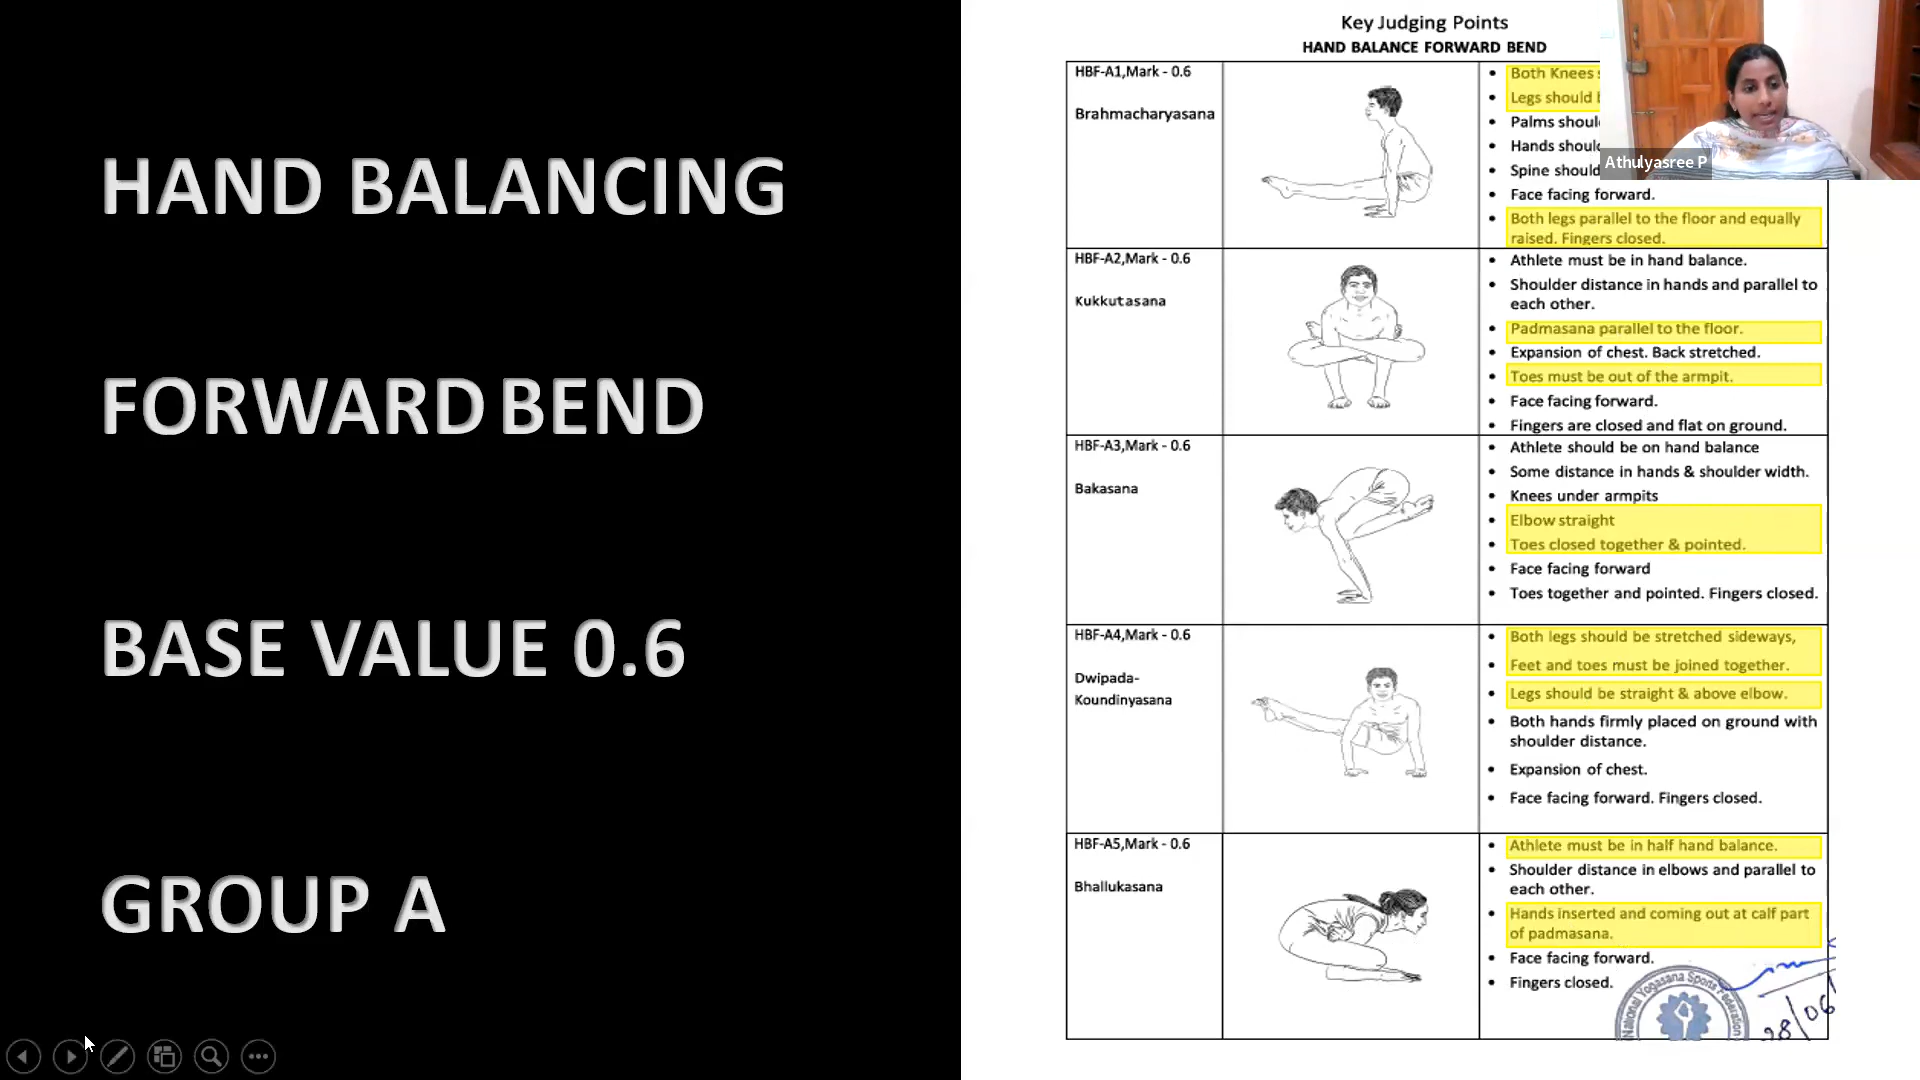 HAND BALANCING
FORWARD BEND
BASE VALUE 0.6
GROUP A
Key Judging Points
HAND BALANCE FORWARD BEND
HBF-A1,Mark - 0.6
Brahmacharyasana
• Both Knees
• Legs should
• Palms
• Hands
• Spine should
• Face facing forward.
• Both legs parallel to the floor and equally
raised. Fingers closed.
HBF-A2,Mark - 0.6
Kukkutasana
• Athlete must be in hand balance.
• Shoulder distance in hands and parallel to
each other.
• Padmasana parallel to the floor.
• Expansion of chest. Back stretched.
• Toes must be out of the armpit.
• Face facing forward.
• Fingers are closed and flat on ground.
HBF-A3,Mark - 0.6
Bakasana
• Athlete should be on hand balance
• Some distance in hands & shoulder width.
• Knees under armpits
• Elbow straight
• Toes closed together & pointed.
• Face facing forward
• Toes together and pointed. Fingers closed.
HBF-A4,Mark - 0.6
Dwipada-
Koundinyasana
• Both legs should be stretched sideways,
• Feet and toes must be joined together.
• Legs should be straight & above elbow.
• Both hands firmly placed on ground with
shoulder distance.
• Expansion of chest.
• Face facing forward. Fingers closed.
HBF-A5,Mark - 0.6
Bhallukasana
• Athlete must be in half hand balance.
• Shoulder distance in elbows and parallel to
each other.
• Hands inserted and coming out at calf part
of padmasana.
• Face facing forward.
• Fingers closed.
National Yogasana Sports Federation
28/06/
Athulyasree P